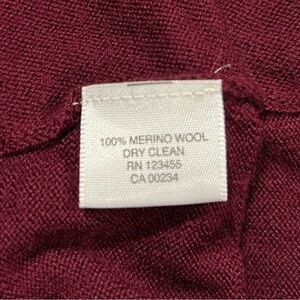 100% MERINO WOOL
DRY CLEAN
RN 123455
CA 00234